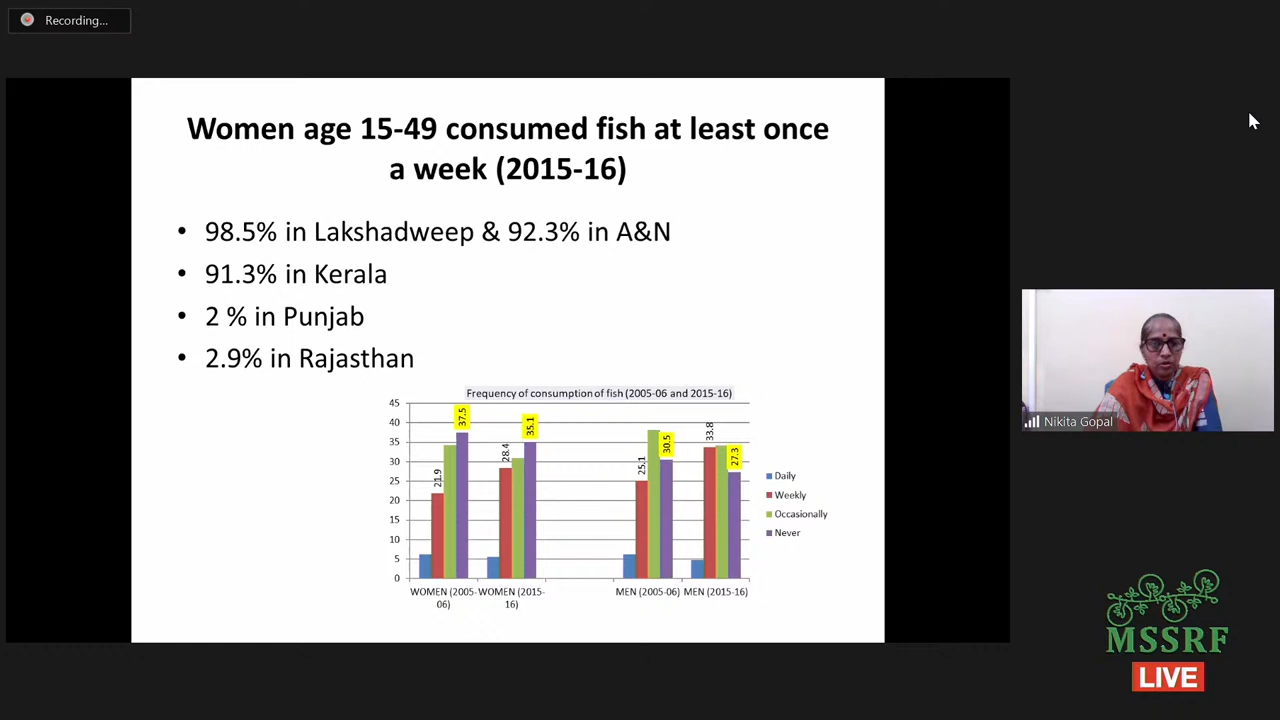 Recording...
Women age 15-49 consumed fish at least once
a week (2015-16)
• 98.5% in Lakshadweep & 92.3% in A&N
• 91.3% in Kerala
• 2 % in Punjab
• 2.9% in Rajasthan
Frequency of consumption of fish (2005-06 and 2015-16)
45
40
35
30
25
20
15
10
5
0
21.9
37.5
28.4
35.1
25.1
30.5
33.8
27.3
WOMEN (2005-
06)
WOMEN (2015-
16)
MEN (2005-06)
MEN (2015-16)
Daily
Weekly
Occasionally
Never
Nikita Gopal
MSSRF
LIVE